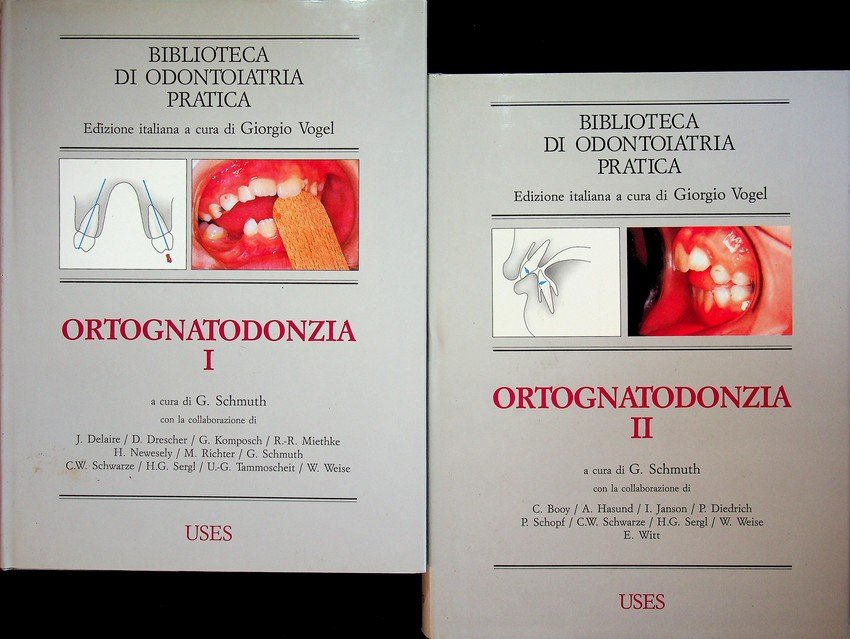 BIBLIOTECA
DI ODONTOIATRIA
PRATICA
Edizione italiana a cura di Giorgio Vogel
ORTOGNATODONZIA
I
a cura di G. Schmuth
con la collaborazione di
J. Delaire / D. Drescher / G. Komposch / R.-R. Miethke
H. Newesely / M. Richter / G. Schmuth
C.W. Schwarze / H.G. Sergl / U.-G. Tammoscheit / W. Weise
USES
BIBLIOTECA
DI ODONTOIATRIA
PRATICA
Edizione italiana a cura di Giorgio Vogel
ORTOGNATODONZIA
II
a cura di G. Schmuth
con la collaborazione di
C. Booy / A. Hasund / I. Janson / P. Diedrich
P. Schopf / C.W. Schwarze / H.G. Sergl / W. Weise
E. Witt
USES